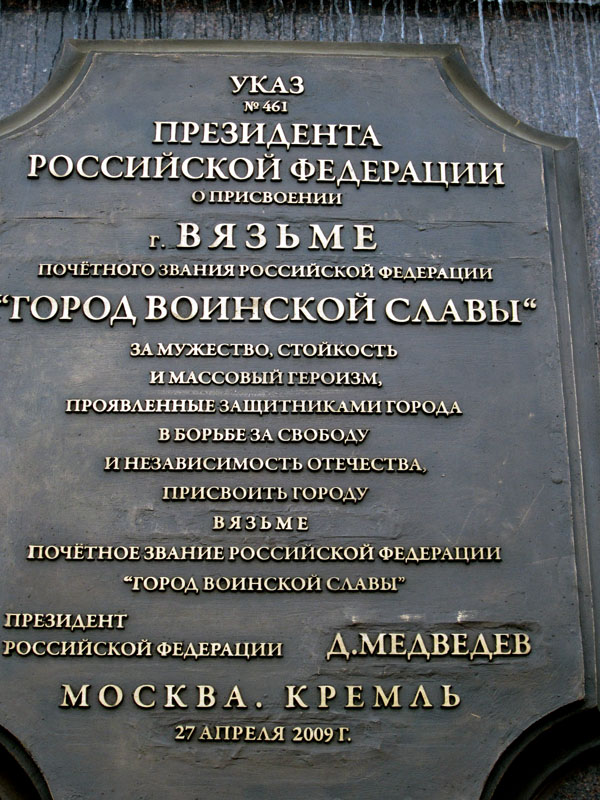 УКАЗ
№ 461
ПРЕЗИДЕНТА
РОССИЙСКОЙ ФЕДЕРАЦИИ
О ПРИСВОЕНИИ
г. ВЯЗЬМЕ
ПОЧЁТНОГО ЗВАНИЯ РОССИЙСКОЙ ФЕДЕРАЦИИ
“ГОРОД ВОИНСКОЙ СЛАВЫ“
ЗА МУЖЕСТВО, СТОЙКОСТЬ
И МАССОВЫЙ ГЕРОИЗМ,
ПРОЯВЛЕННЫЕ ЗАЩИТНИКАМИ ГОРОДА
В БОРЬБЕ ЗА СВОБОДУ
И НЕЗАВИСИМОСТЬ ОТЕЧЕСТВА,
ПРИСВОИТЬ ГОРОДУ
ВЯЗЬМЕ
ПОЧЁТНОЕ ЗВАНИЕ РОССИЙСКОЙ ФЕДЕРАЦИИ
“ГОРОД ВОИНСКОЙ СЛАВЫ”
ПРЕЗИДЕНТ
РОССИЙСКОЙ ФЕДЕРАЦИИ Д.МЕДВЕДЕВ
МОСКВА. КРЕМЛЬ
27 АПРЕЛЯ 2009 Г.